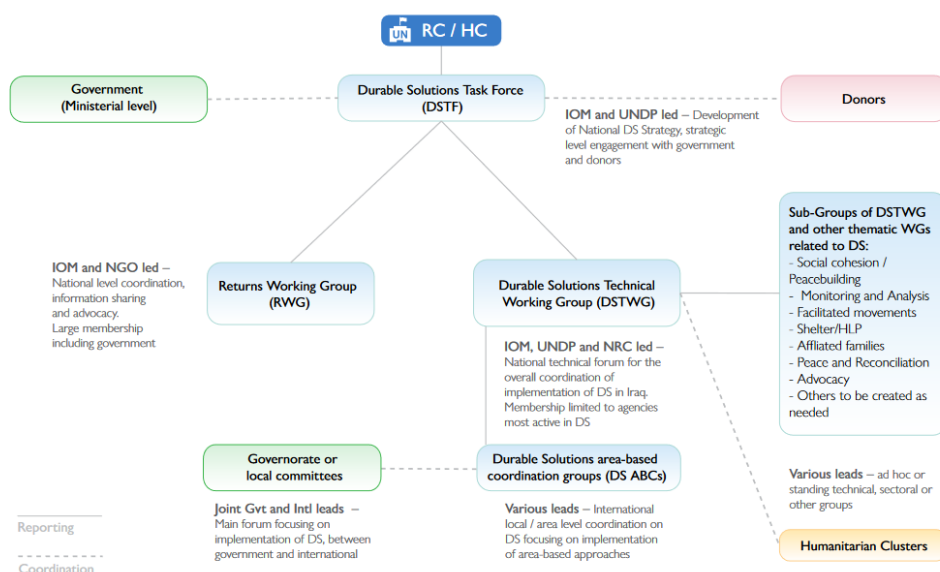 UN
RC / HC
Government
(Ministerial level)
Durable Solutions Task Force
(DSTF)
Donors
IOM and UNDP led – Development
of National DS Strategy, strategic
level engagement with government
and donors
Sub-Groups of DSTWG
and other thematic WGs
related to DS:
- Social cohesion /
Peacebuilding
- Monitoring and Analysis
- Facilitated movements
- Shelter/HLP
- Affliated families
- Peace and Reconciliation
- Advocacy
- Others to be created as
needed
IOM and NGO led –
National level coordination,
information sharing
and advocacy.
Large membership
including government
Returns Working Group
(RWG)
Durable Solutions Technical
Working Group (DSTWG)
IOM, UNDP and NRC led –
National technical forum for the
overall coordination of
implementation of DS in Iraq.
Membership limited to agencies
most active in DS
Governorate or
local committees
Durable Solutions area-based
coordination groups (DS ABCs)
Various leads – ad hoc or
standing technical, sectoral or
other groups
Joint Gvt and Intl leads –
Main forum focusing on
implementation of DS, between
government and international
Various leads – International
local / area level coordination on
DS focusing on implementation
of area-based approaches
Humanitarian Clusters
Reporting
Coordination